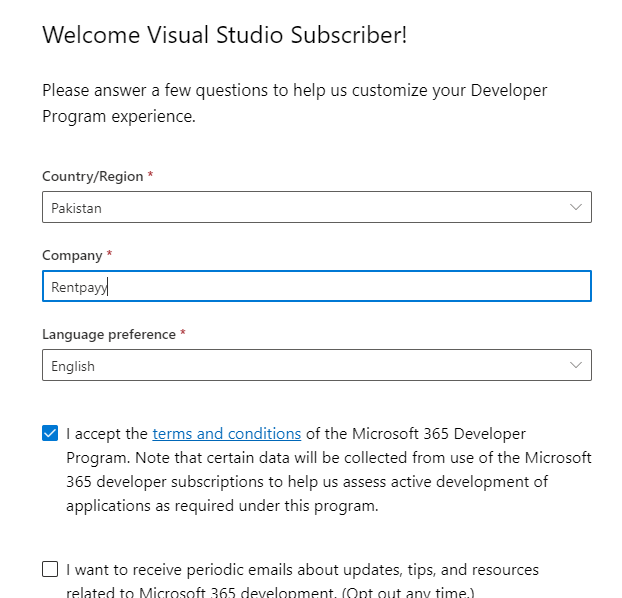 Welcome Visual Studio Subscriber!
Please answer a few questions to help us customize your Developer
Program experience.
Country/Region *
Pakistan
Company *
Rentpayy
Language preference *
English
I accept the terms and conditions of the Microsoft 365 Developer
Program. Note that certain data will be collected from use of the Microsoft
365 developer subscriptions to help us assess active development of
applications as required under this program.
I want to receive periodic emails about updates, tips, and resources
related to Microsoft 365 development. (Opt out any time.)